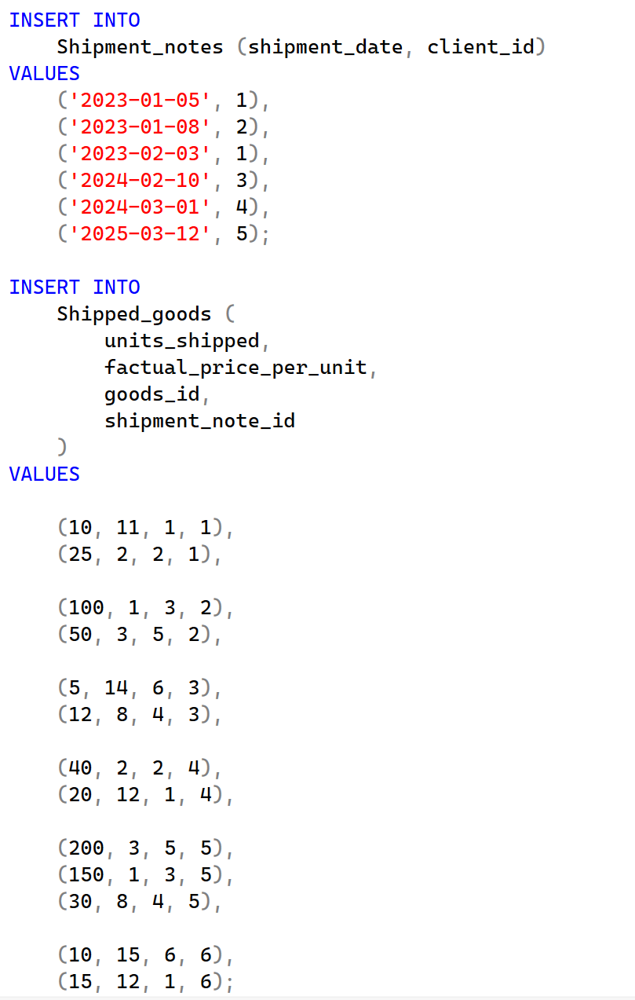 INSERT INTO
    Shipment_notes (shipment_date, client_id)
VALUES
    ('2023-01-05', 1),
    ('2023-01-08', 2),
    ('2023-02-03', 1),
    ('2024-02-10', 3),
    ('2024-03-01', 4),
    ('2025-03-12', 5);

INSERT INTO
    Shipped_goods (
        units_shipped,
        factual_price_per_unit,
        goods_id,
        shipment_note_id
    )
VALUES

    (10, 11, 1, 1),
    (25, 2, 2, 1),

    (100, 1, 3, 2),
    (50, 3, 5, 2),

    (5, 14, 6, 3),
    (12, 8, 4, 3),

    (40, 2, 2, 4),
    (20, 12, 1, 4),

    (200, 3, 5, 5),
    (150, 1, 3, 5),
    (30, 8, 4, 5),

    (10, 15, 6, 6),
    (15, 12, 1, 6);